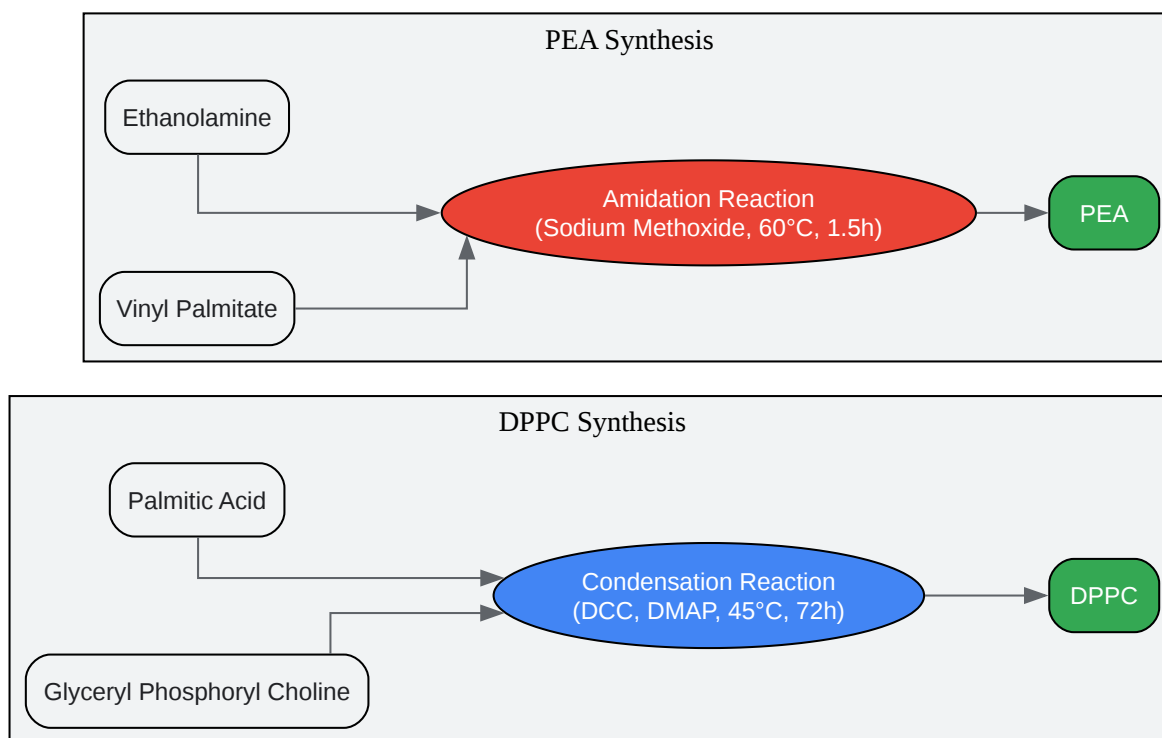 PEA Synthesis
Ethanolamine
Amidation Reaction
(Sodium Methoxide, 60°C, 1.5h)
PEA
Vinyl Palmitate
DPPC Synthesis
Palmitic Acid
Condensation Reaction
(DCC, DMAP, 45°C, 72h)
DPPC
Glyceryl Phosphoryl Choline